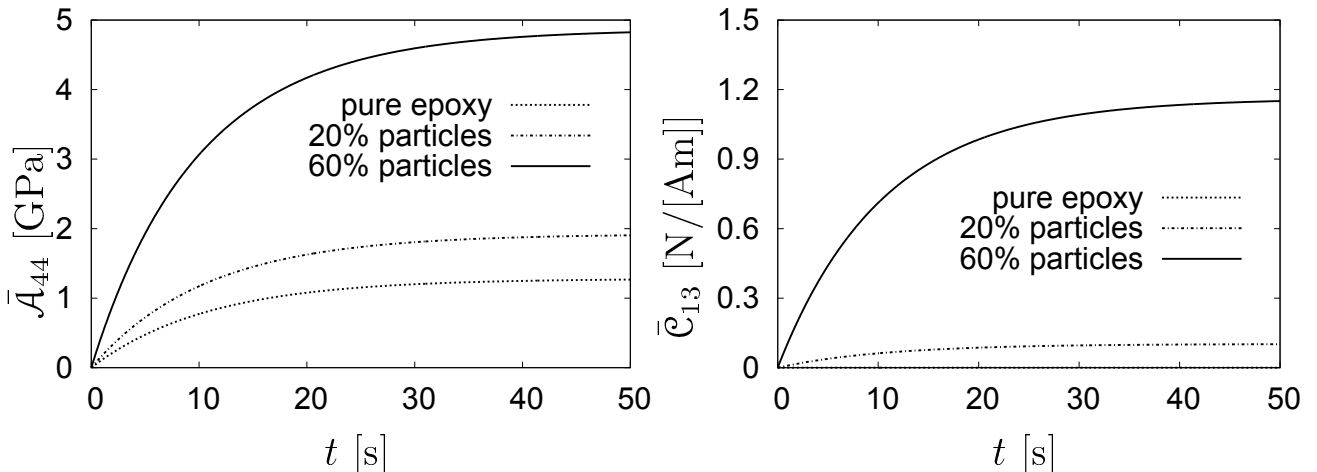 5
4
3
2
1
0
0 10 20 30 40 50
pure epoxy
20% particles
60% particles
𝒜̄₄₄ [GPa]
t [s]
1.5
1.2
0.9
0.6
0.3
0
0 10 20 30 40 50
pure epoxy
20% particles
60% particles
𝒞̄₁₃ [N/[Am]]
t [s]